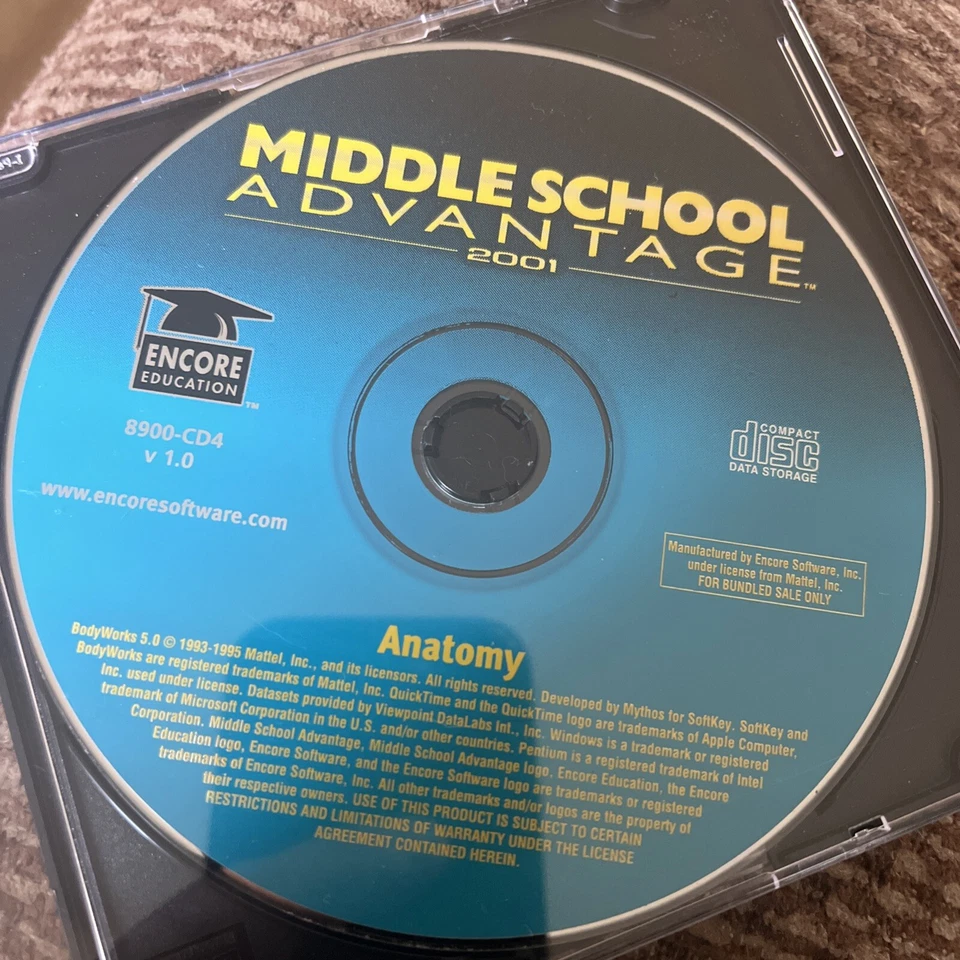 MIDDLE SCHOOL
ADVANTAGE™
2001
ENCORE
EDUCATION™
8900-CD4
v 1.0
www.encoresoftware.com
COMPACT
disc
DATA STORAGE
Manufactured by Encore Software, Inc.
under license from Mattel, Inc.
FOR BUNDLED SALE ONLY
Anatomy
BodyWorks 5.0 © 1993-1995 Mattel, Inc., and its licensors. All rights reserved. Developed by Mythos for SoftKey. SoftKey and
BodyWorks are registered trademarks of Mattel, Inc. QuickTime and the QuickTime logo are trademarks of Apple Computer,
Inc. used under license. Datasets provided by Viewpoint DataLabs Int., Inc. Windows is a trademark or registered
trademark of Microsoft Corporation in the U.S. and/or other countries. Pentium is a registered trademark of Intel
Corporation. Middle School Advantage, Middle School Advantage logo, Encore Education, the Encore
Education logo, Encore Software, and the Encore Software logo are trademarks or registered
trademarks of Encore Software, Inc. All other trademarks and/or logos are the property of
their respective owners. USE OF THIS PRODUCT IS SUBJECT TO CERTAIN
RESTRICTIONS AND LIMITATIONS OF WARRANTY UNDER THE LICENSE
AGREEMENT CONTAINED HEREIN.